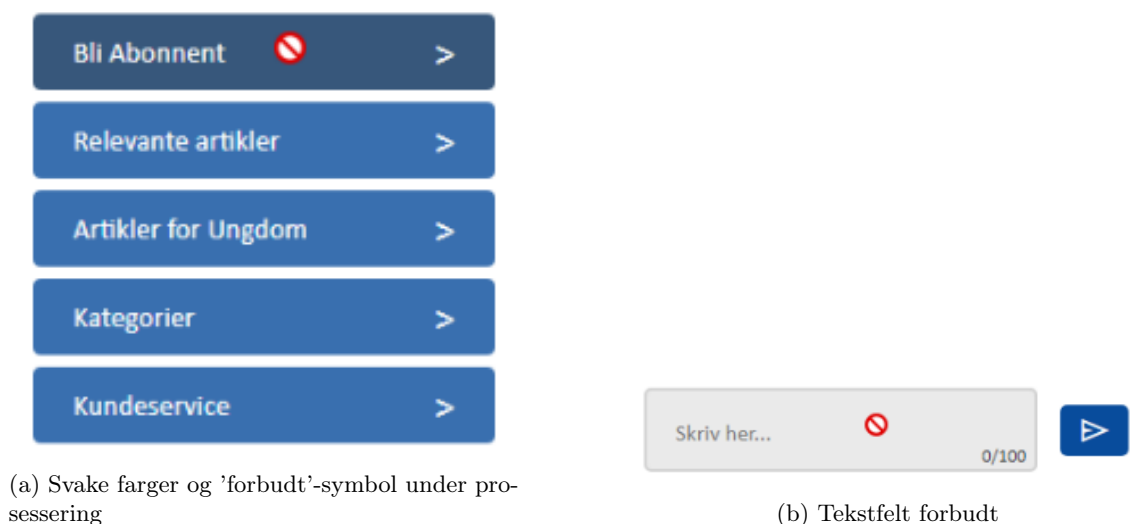 Bli Abonnent >
Relevante artikler >
Artikler for Ungdom >
Kategorier >
Kundeservice >
(a) Svake farger og ’forbudt’-symbol under pro-
sessering
Skriv her...
0/100
(b) Tekstfelt forbudt